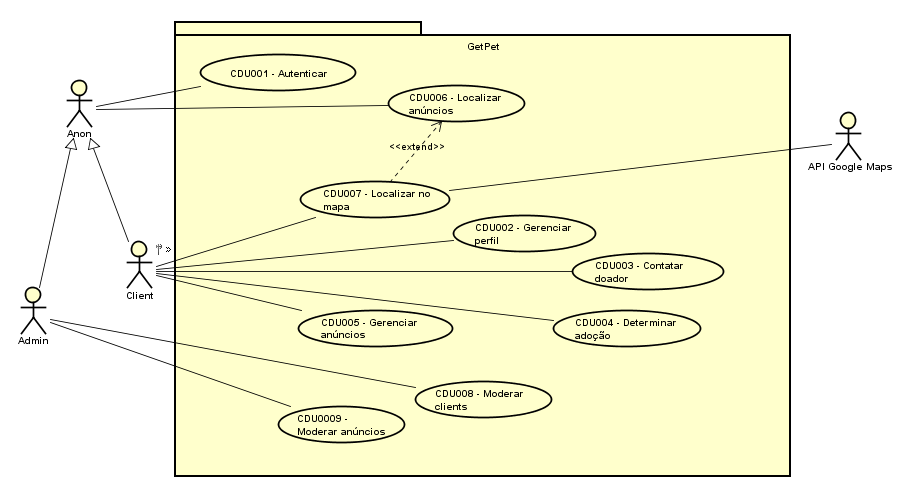 GetPet
CDU001 - Autenticar
CDU006 - Localizar
anúncios
Anon
<<extend>>
API Google Maps
CDU007 - Localizar no
mapa
CDU002 - Gerenciar
perfil
CDU003 - Contatar
doador
Client
CDU005 - Gerenciar
anúncios
CDU004 - Determinar
adoção
Admin
CDU008 - Moderar
clients
CDU0009 -
Moderar anúncios